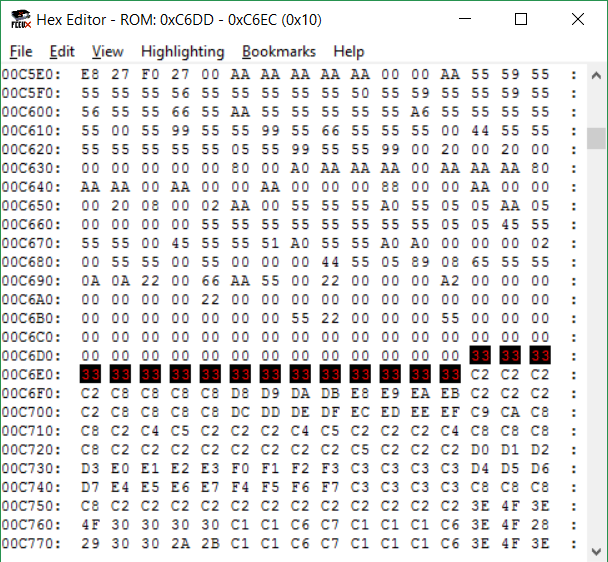 Hex Editor - ROM: 0xC6DD - 0xC6EC (0x10)
File Edit View Highlighting Bookmarks Help
00C5E0: E8 27 F0 27 00 AA AA AA AA AA 00 00 AA 55 59 55 :
00C5F0: 55 55 55 56 55 55 55 55 55 50 55 59 55 55 59 55 :
00C600: 56 55 55 66 55 AA 55 55 55 55 55 A6 55 55 55 55 :
00C610: 55 00 55 99 55 55 99 55 66 55 55 55 00 44 55 55 :
00C620: 55 55 55 55 55 00 05 55 99 55 55 99 00 20 00 20 00 :
00C630: 00 00 00 00 00 80 00 A0 AA AA AA 00 AA AA AA 80 :
00C640: AA AA 00 AA 00 00 AA 00 00 00 88 00 00 AA 00 00 :
00C650: 00 20 08 00 02 AA 00 55 55 55 A0 55 05 05 AA 05 :
00C660: 00 00 00 00 55 55 55 55 55 55 55 55 05 05 45 55 :
00C670: 55 55 00 45 55 55 51 A0 55 55 A0 A0 00 00 00 02 :
00C680: 00 55 55 00 55 00 00 00 44 55 05 89 08 65 55 55 :
00C690: 0A 0A 22 00 66 AA 55 00 22 00 00 00 A2 00 00 00 :
00C6A0: 00 00 00 00 22 00 00 00 00 00 00 00 00 00 00 00 :
00C6B0: 00 00 00 00 00 00 00 55 22 00 00 00 55 00 00 00 :
00C6C0: 00 00 00 00 00 00 00 00 00 00 00 00 00 00 00 00 :
00C6D0: 00 00 00 00 00 00 00 00 00 00 00 00 00 33 33 33 :
00C6E0: 33 33 33 33 33 33 33 33 33 33 33 33 33 C2 C2 C2 :
00C6F0: C2 C8 C8 C8 C8 D8 D9 DA DB E8 E9 EA EB C2 C2 C2 :
00C700: C2 C8 C8 C8 C8 DC DD DE DF EC ED EE EF C9 CA C8 :
00C710: C8 C2 C4 C5 C2 C2 C2 C4 C5 C2 C2 C2 C4 C8 C8 C8 :
00C720: C8 C2 C2 C2 C2 C2 C2 C2 C2 C5 C2 C2 C2 D0 D1 D2 :
00C730: D3 E0 E1 E2 E3 F0 F1 F2 F3 C3 C3 C3 C3 D4 D5 D6 :
00C740: D7 E4 E5 E6 E7 F4 F5 F6 F7 C3 C3 C3 C3 C8 C8 C8 :
00C750: C8 C2 C2 C2 C2 C2 C2 C2 C2 C2 C2 C2 C2 3E 4F 3E :
00C760: 4F 30 30 30 30 C1 C1 C6 C7 C1 C1 C1 C6 3E 4F 28 :
00C770: 29 30 30 2A 2B C1 C1 C6 C7 C1 C1 C1 C6 3E 4F 3E :